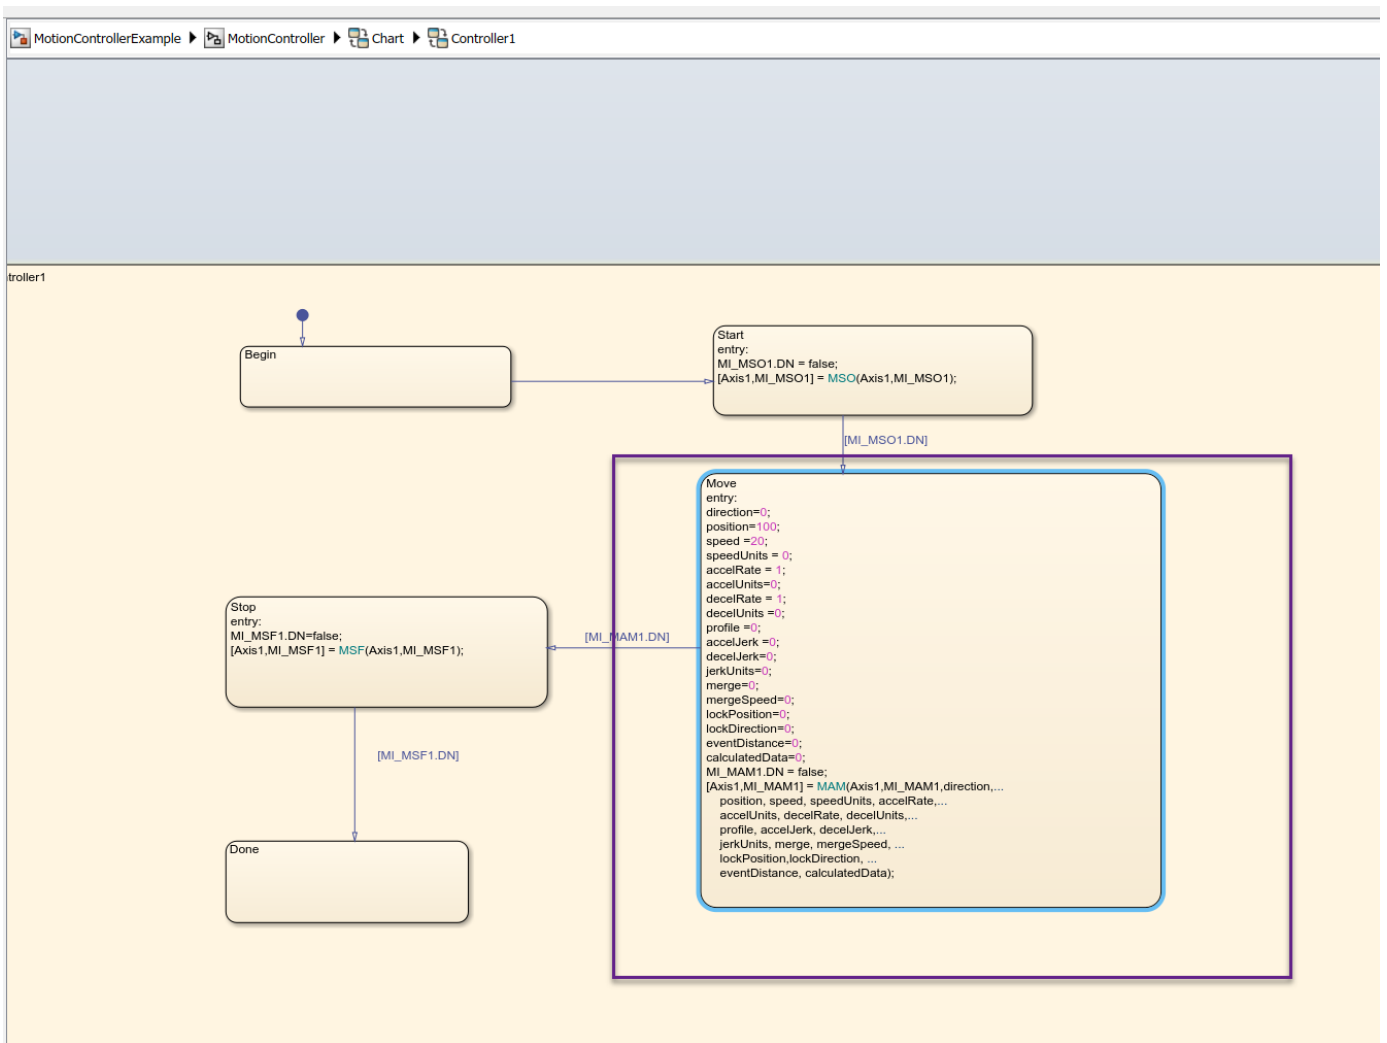 MotionControllerExample MotionController Chart Controller1
troller1
Begin
Start
entry:
MI_MSO1.DN = false;
[Axis1,MI_MSO1] = MSO(Axis1,MI_MSO1);
[MI_MSO1.DN]
Move
entry:
direction=0;
position=100;
speed =20;
speedUnits = 0;
accelRate = 1;
accelUnits=0;
decelRate = 1;
decelUnits =0;
profile =0;
accelJerk =0;
decelJerk=0;
jerkUnits=0;
merge=0;
mergeSpeed=0;
lockPosition=0;
lockDirection=0;
eventDistance=0;
calculatedData=0;
MI_MAM1.DN = false;
[Axis1,MI_MAM1] = MAM(Axis1,MI_MAM1,direction,...
position, speed, speedUnits, accelRate,...
accelUnits, decelRate, decelUnits,...
profile, accelJerk, decelJerk,...
jerkUnits, merge, mergeSpeed, ...
lockPosition,lockDirection, ...
eventDistance, calculatedData);
[MI_MAM1.DN]
Stop
entry:
MI_MSF1.DN=false;
[Axis1,MI_MSF1] = MSF(Axis1,MI_MSF1);
[MI_MSF1.DN]
Done